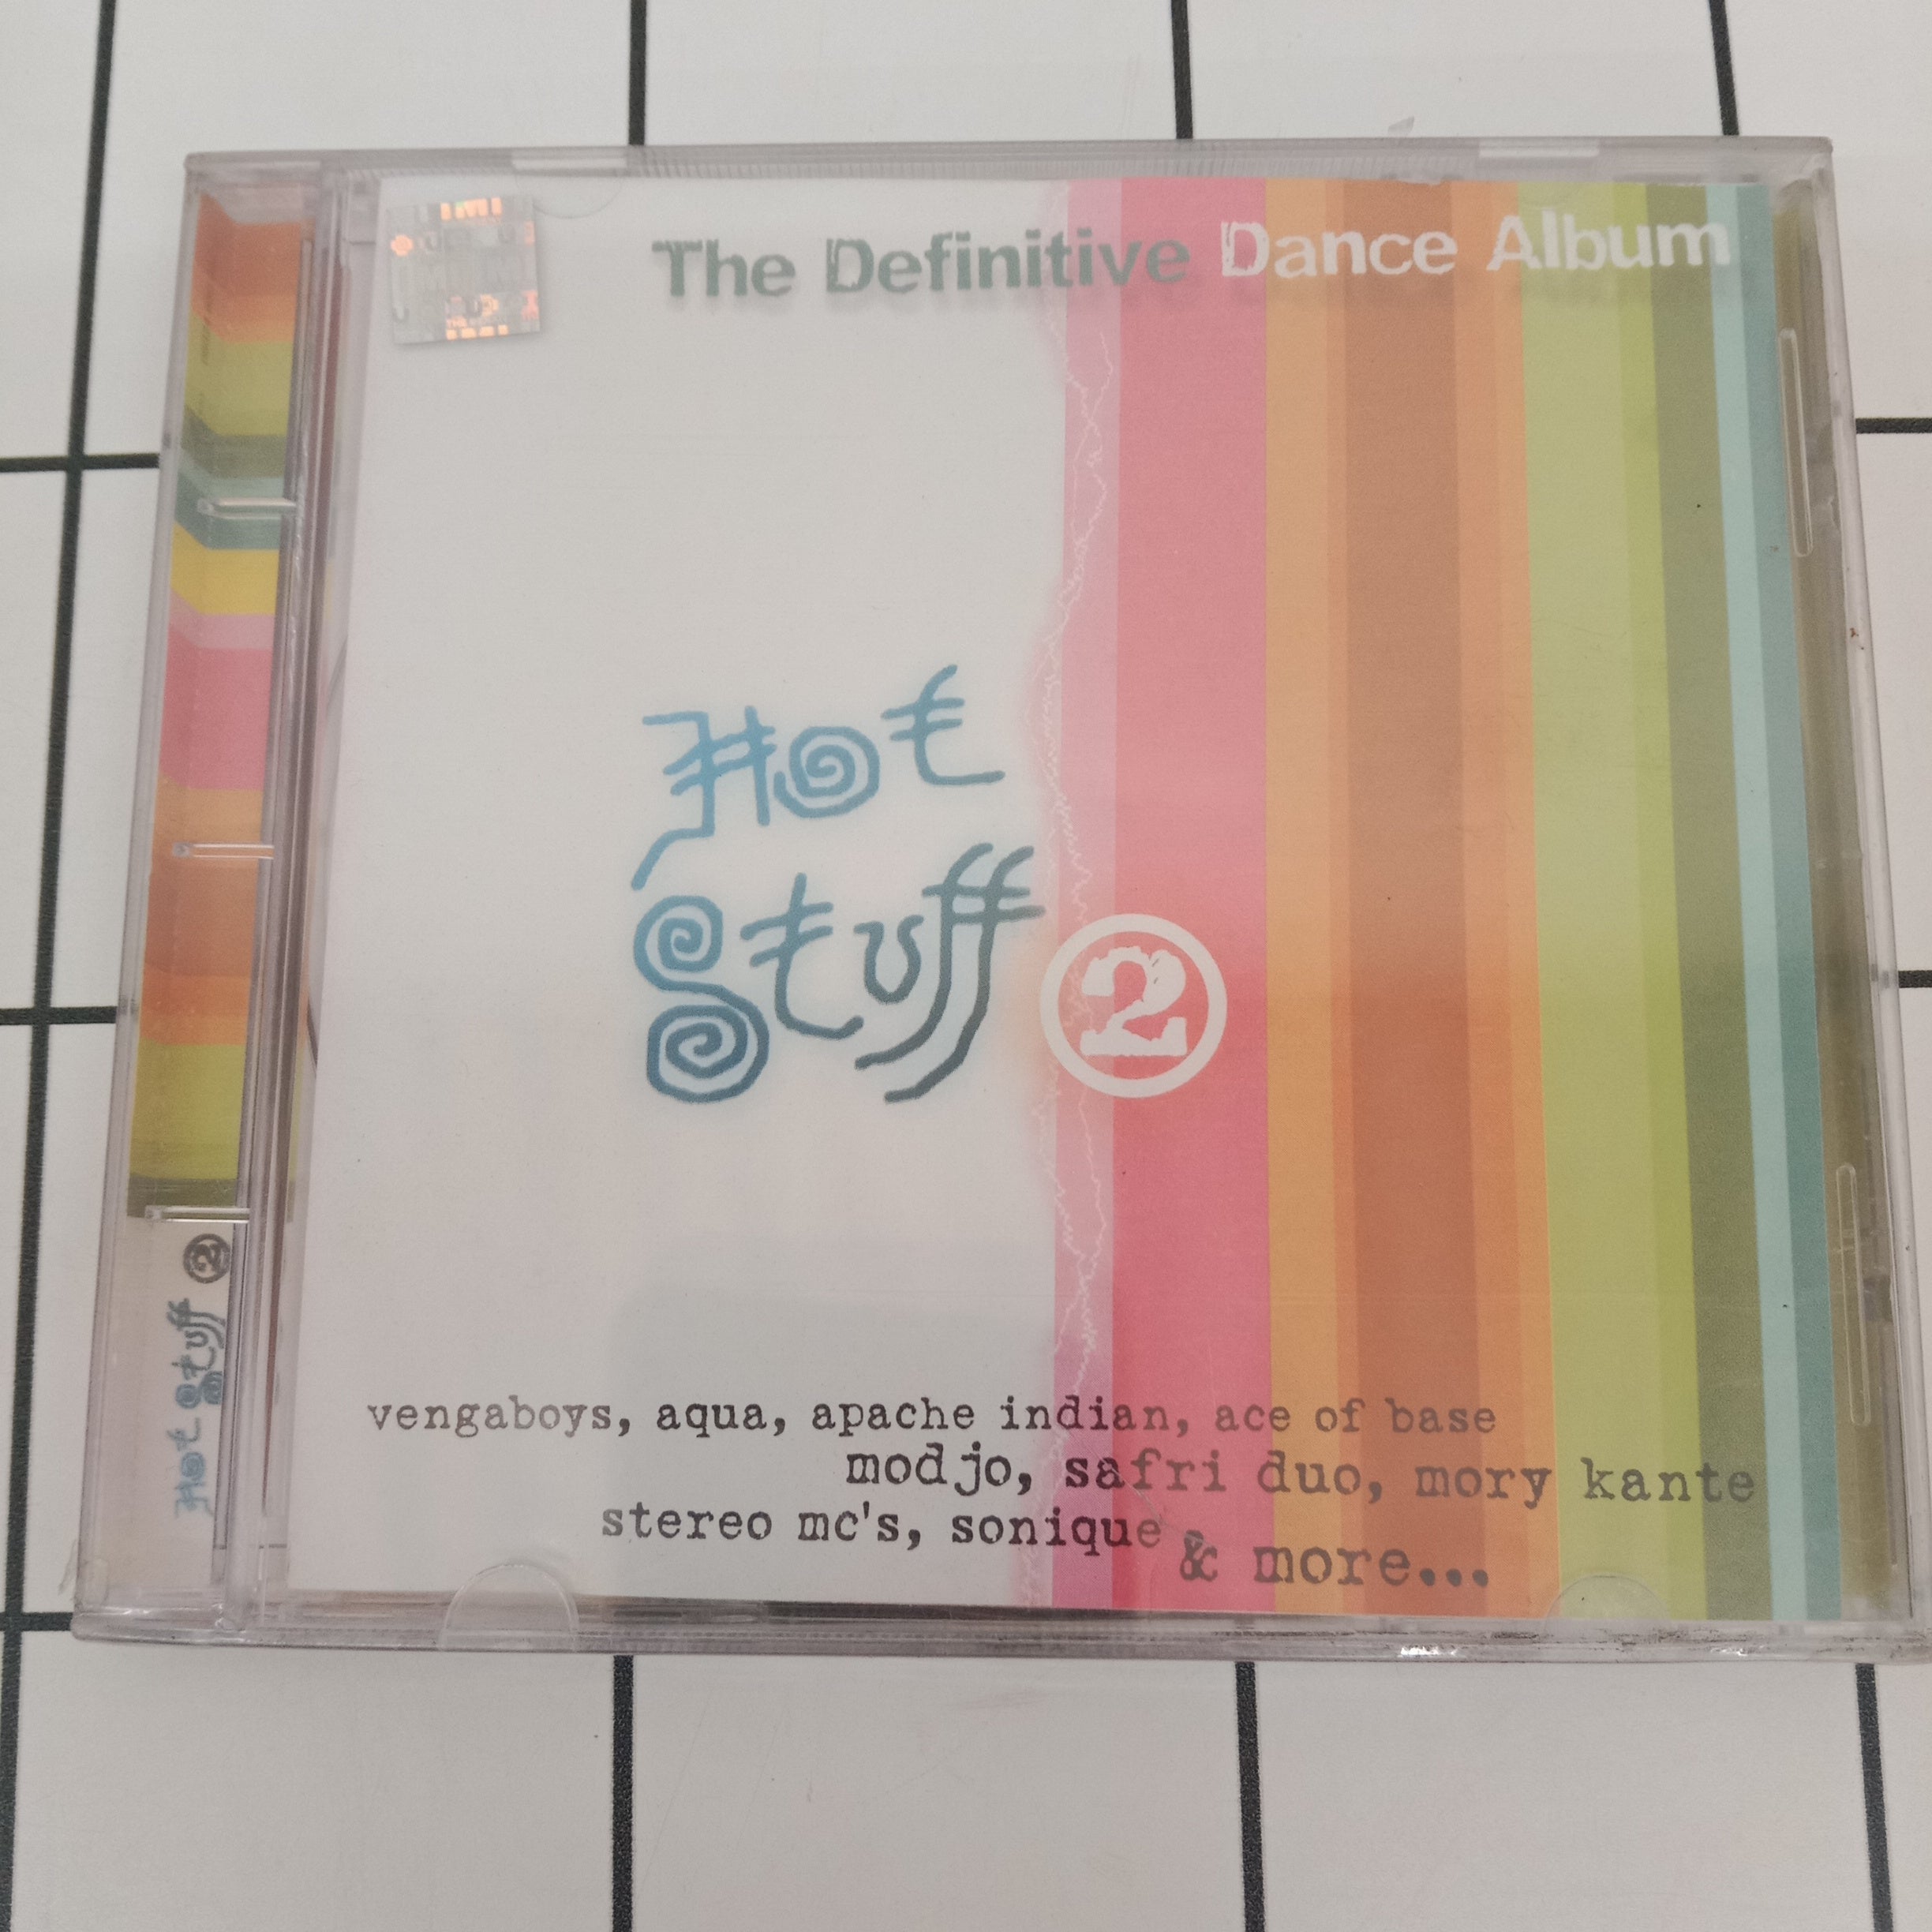 The Definitive Dance Album
Hot
Stuff 2
vengaboys, aqua, apache indian, ace of base
modjo, safri duo, mory kante
stereo mc's, sonique & more...
Hot Stuff 2